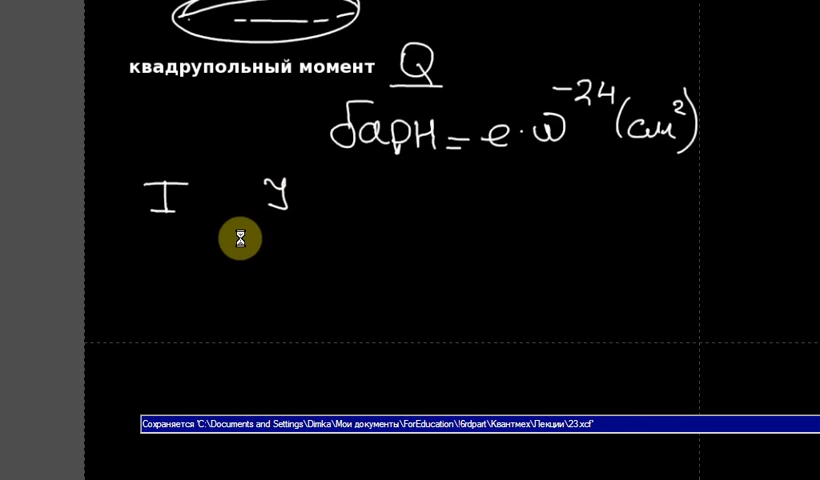 квадрупольный момент Q
барн = e · 10⁻²⁴ (см²)
I У
Сохраняется 'C:\Documents and Settings\Dimka\Мои документы\ForEducation\!6rdpart\Квантмех\Лекции\23.xcf'